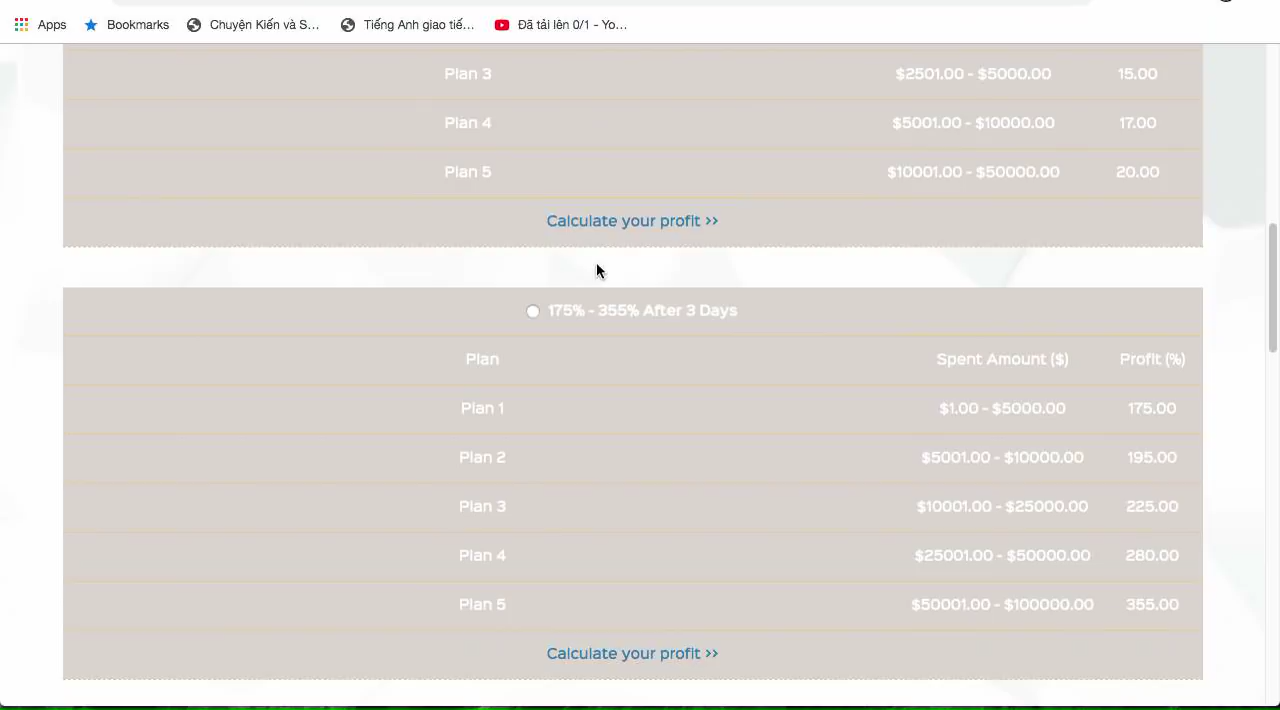 Apps Bookmarks Chuyện Kiến và S... Tiếng Anh giao tiế... Đã tải lên 0/1 - Yo...
Plan 3 $2501.00 - $5000.00 15.00
Plan 4 $5001.00 - $10000.00 17.00
Plan 5 $10001.00 - $50000.00 20.00
Calculate your profit >>
175% - 355% After 3 Days
Plan Spent Amount ($) Profit (%)
Plan 1 $1.00 - $5000.00 175.00
Plan 2 $5001.00 - $10000.00 195.00
Plan 3 $10001.00 - $25000.00 225.00
Plan 4 $25001.00 - $50000.00 280.00
Plan 5 $50001.00 - $100000.00 355.00
Calculate your profit >>